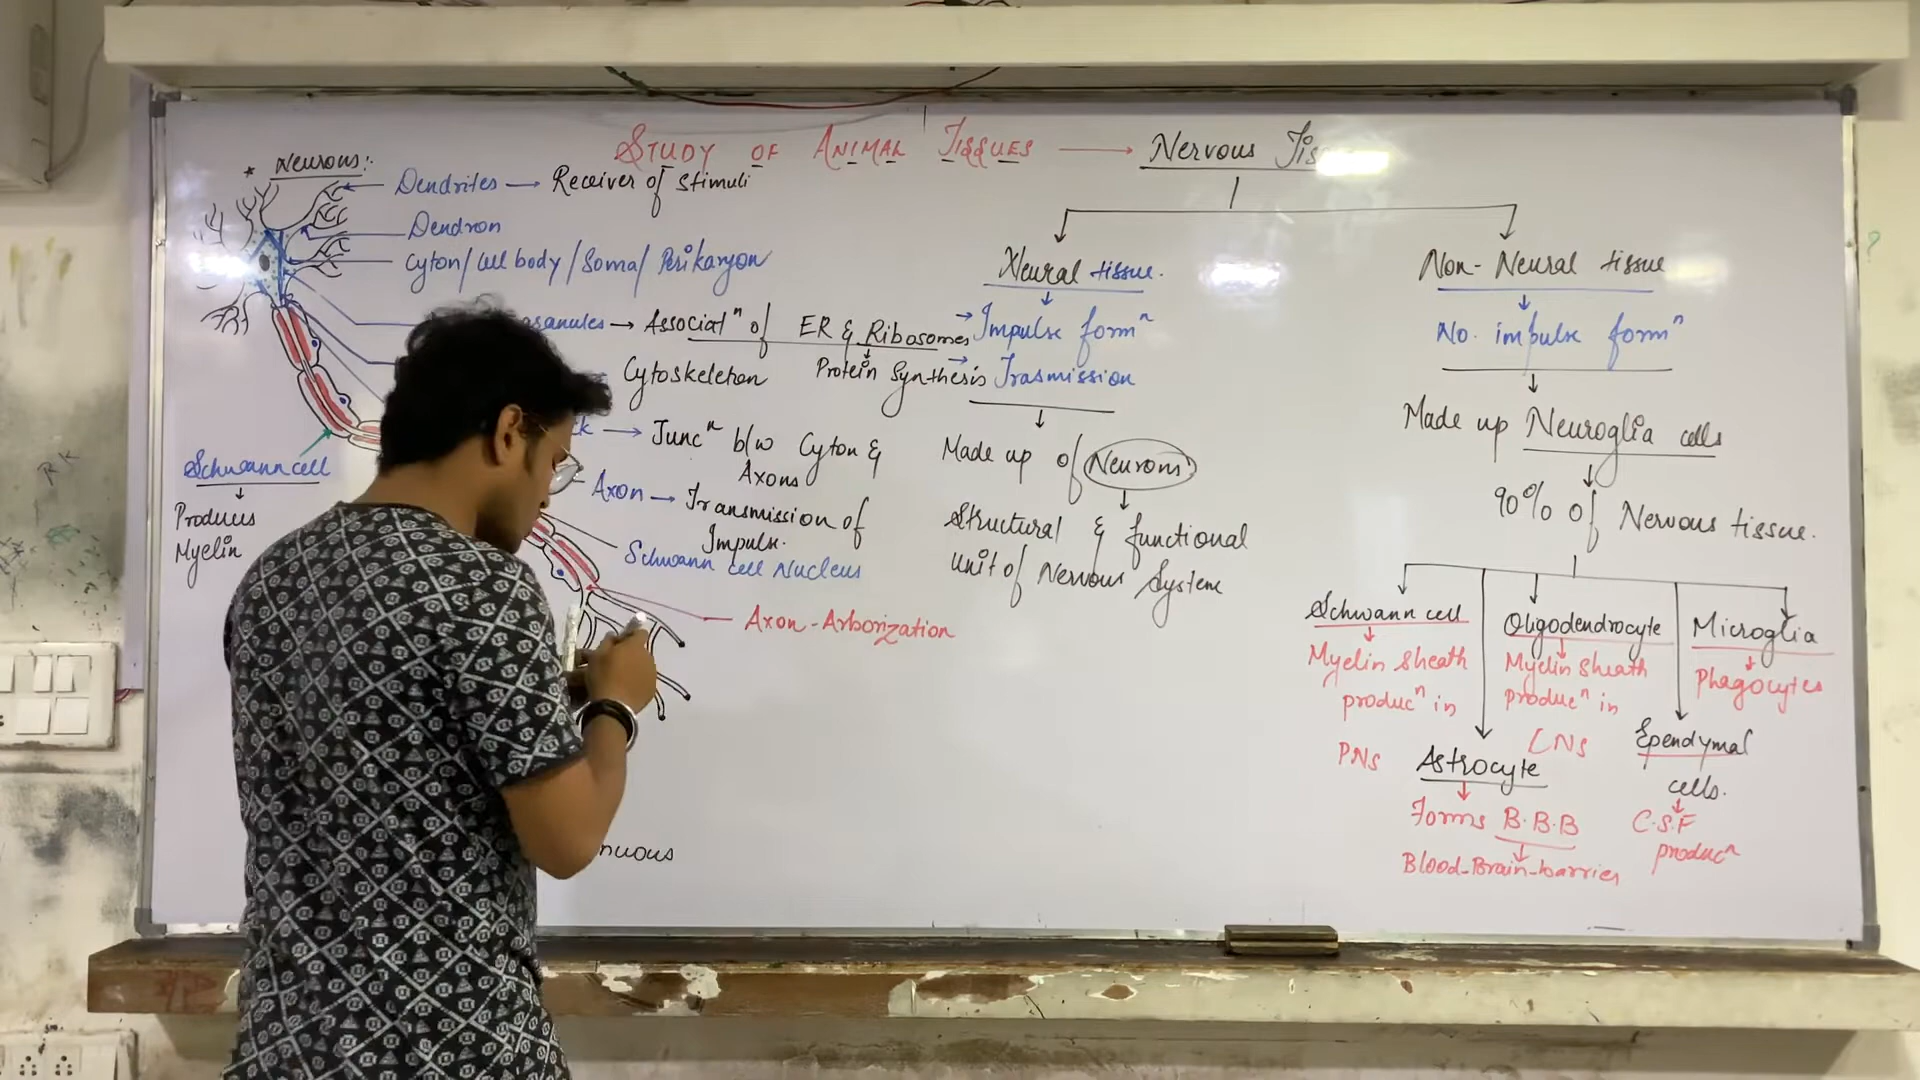 STUDY OF ANIMAL TISSUES → Nervous Tis
* Neurons:
Dendrites → Receiver of Stimuli
Dendron
Cyton/Cell body/Soma/Perikaryon
granules → Associatⁿ of ER & Ribosomes
Cytoskeleton
Protein Synthesis
→ Juncⁿ b/w Cyton &
Axons
Axon → Transmission of
Impulse.
Schwann cell
↓
Produces
Myelin
Schwann cell Nucleus
Axon-Arborization
nuous
Neural tissue.
↓
→ Impulse formⁿ
→ Trasmission
↓
Made up of Neurons
↓
Structural & functional
Unit of Nervous System
Non-Neural tissue
↓
No. impulse formⁿ
↓
Made up Neuroglia cells
↓
90% of Nervous tissue.
Schwann cell
↓
Myelin Sheath
producⁿ in
PNS
Astrocyte
↓
Forms B.B.B
↓
Blood-Brain-barrier
Oligodendrocyte
↓
Myelin Sheath
producⁿ in
CNS
Ependymal
cells.
↓
C.S.F
producⁿ
Microglia
↓
Phagocytes